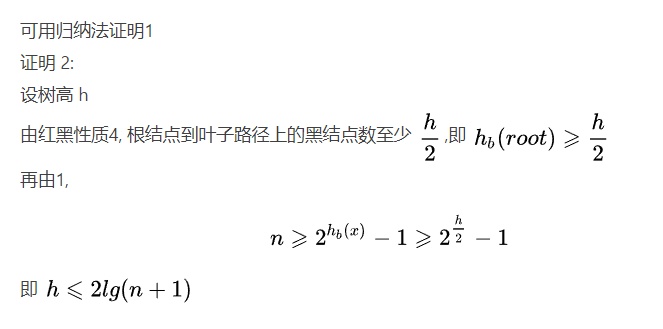 可用归纳法证明1
证明 2:
设树高 h
由红黑性质4, 根结点到叶子路径上的黑结点数至少 $\frac{h}{2}$ ,即 $h_b(root) \geqslant \frac{h}{2}$
再由1,
$n \geqslant 2^{h_b(x)} - 1 \geqslant 2^{\frac{h}{2}} - 1$
即 $h \leqslant 2lg(n+1)$